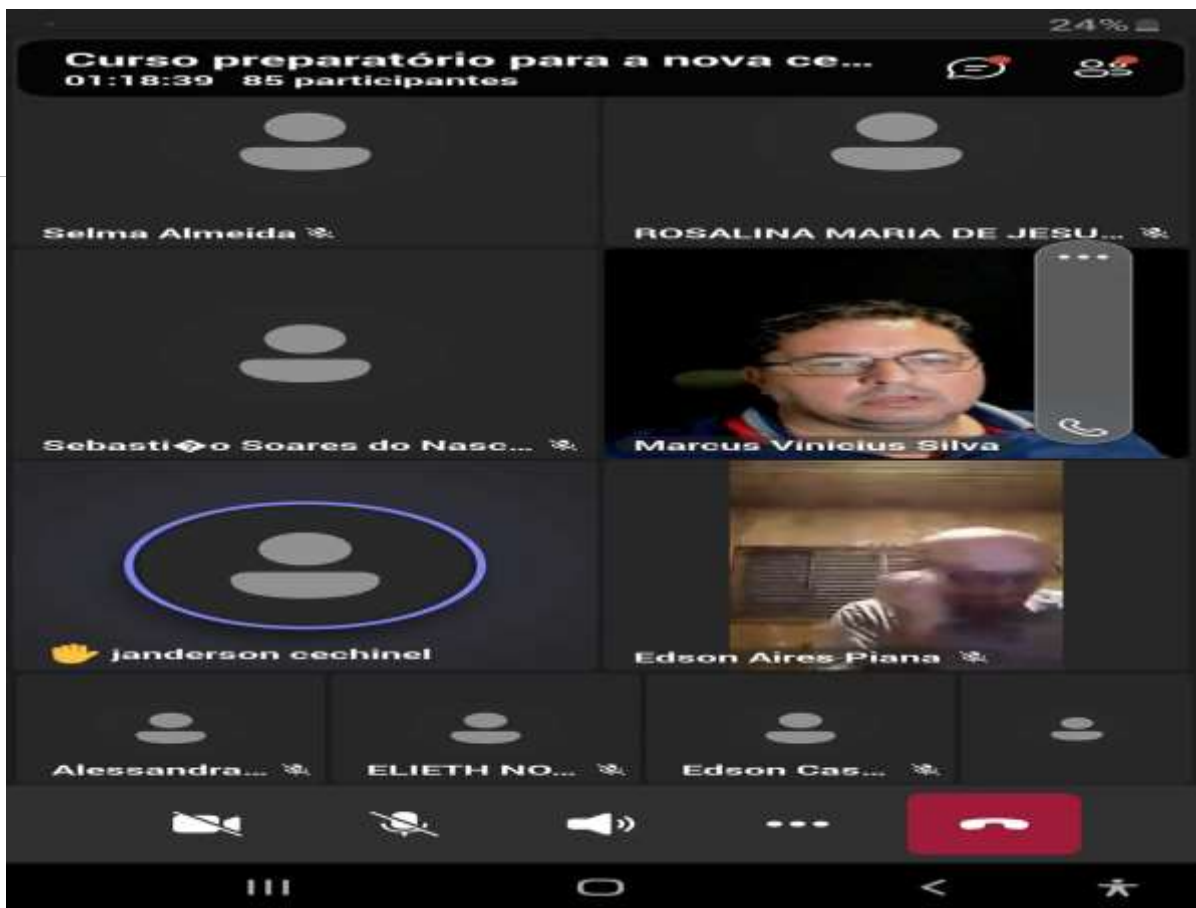 24%
Curso preparatório para a nova ce...
01:18:39 85 participantes
Selma Almeida
ROSALINA MARIA DE JESU...
Sebasti�o Soares do Nasc...
Marcus Vinicius Silva
janderson cechinel
Edson Aires Piana
Alessandra...
ELIETH NO...
Edson Cas...